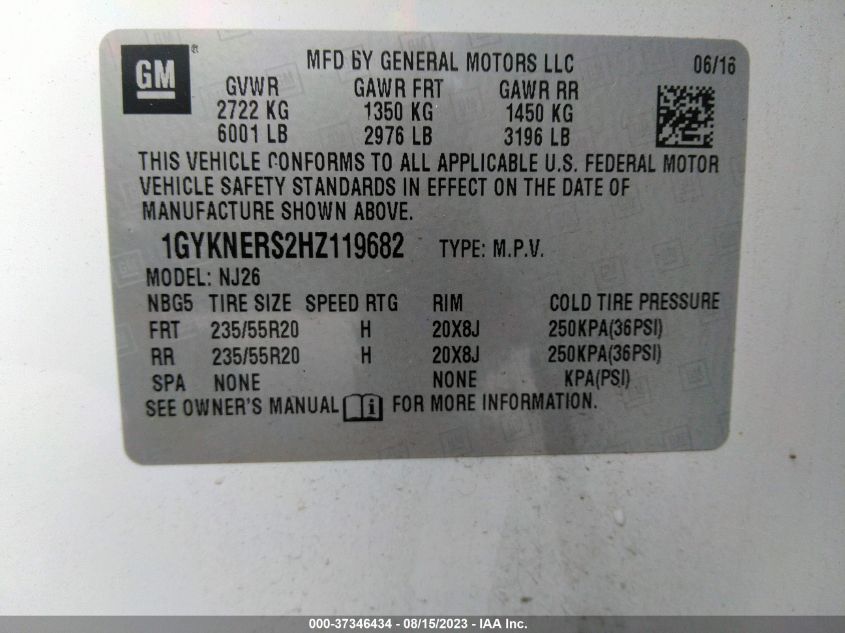 GM ® MFD BY GENERAL MOTORS LLC 06/16
GVWR GAWR FRT GAWR RR
2722 KG 1350 KG 1450 KG
6001 LB 2976 LB 3196 LB
THIS VEHICLE CONFORMS TO ALL APPLICABLE U.S. FEDERAL MOTOR
VEHICLE SAFETY STANDARDS IN EFFECT ON THE DATE OF
MANUFACTURE SHOWN ABOVE.
1GYKNERS2HZ119682 TYPE: M.P.V.
MODEL: NJ26
NBG5 TIRE SIZE SPEED RTG RIM COLD TIRE PRESSURE
FRT 235/55R20 H 20X8J 250KPA(36PSI)
RR 235/55R20 H 20X8J 250KPA(36PSI)
SPA NONE NONE KPA(PSI)
SEE OWNER'S MANUAL i FOR MORE INFORMATION.
000-37346434 - 08/15/2023 - IAA Inc.